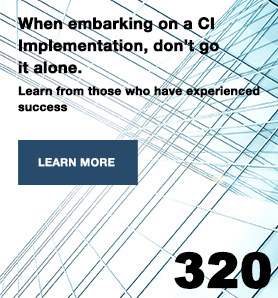 When embarking on a CI
Implementation, don't go
it alone.
Learn from those who have experienced
success
LEARN MORE
320